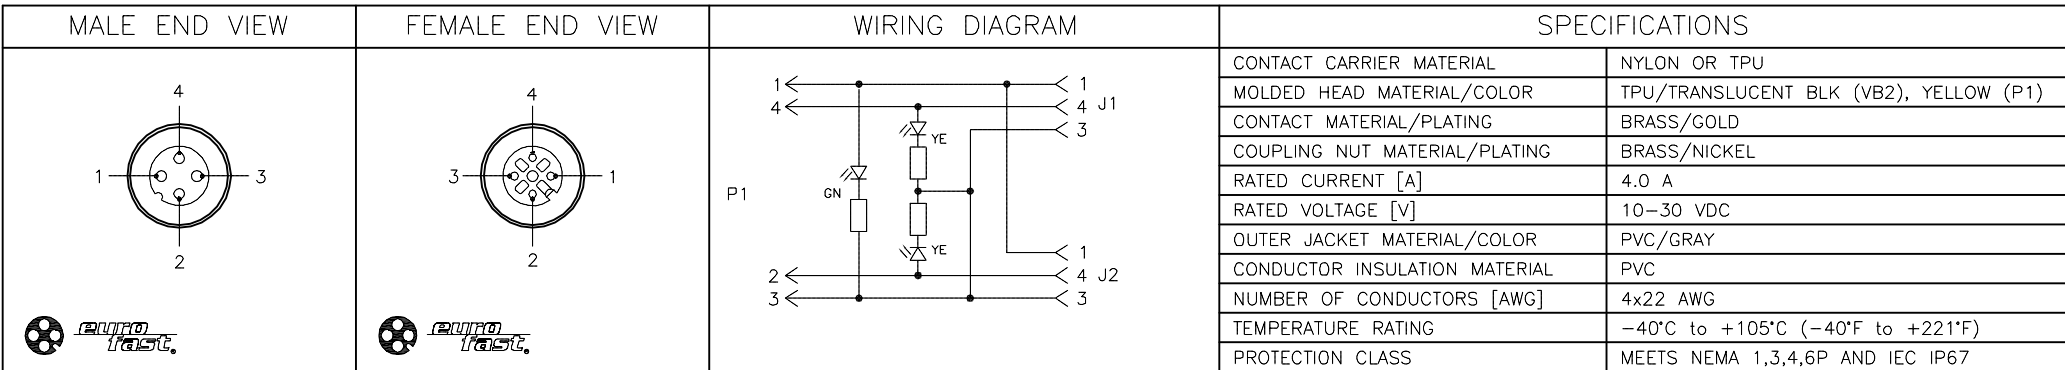 MALE END VIEW
4
1
3
2
euro
fast.
FEMALE END VIEW
4
3
1
2
euro
fast.
WIRING DIAGRAM
1
1
4
4 J1
YE
3
P1
GN
YE
1
2
4 J2
3
3
SPECIFICATIONS
CONTACT CARRIER MATERIAL NYLON OR TPU
MOLDED HEAD MATERIAL/COLOR TPU/TRANSLUCENT BLK (VB2), YELLOW (P1)
CONTACT MATERIAL/PLATING BRASS/GOLD
COUPLING NUT MATERIAL/PLATING BRASS/NICKEL
RATED CURRENT [A] 4.0 A
RATED VOLTAGE [V] 10-30 VDC
OUTER JACKET MATERIAL/COLOR PVC/GRAY
CONDUCTOR INSULATION MATERIAL PVC
NUMBER OF CONDUCTORS [AWG] 4x22 AWG
TEMPERATURE RATING -40°C to +105°C (-40°F to +221°F)
PROTECTION CLASS MEETS NEMA 1,3,4,6P AND IEC IP67